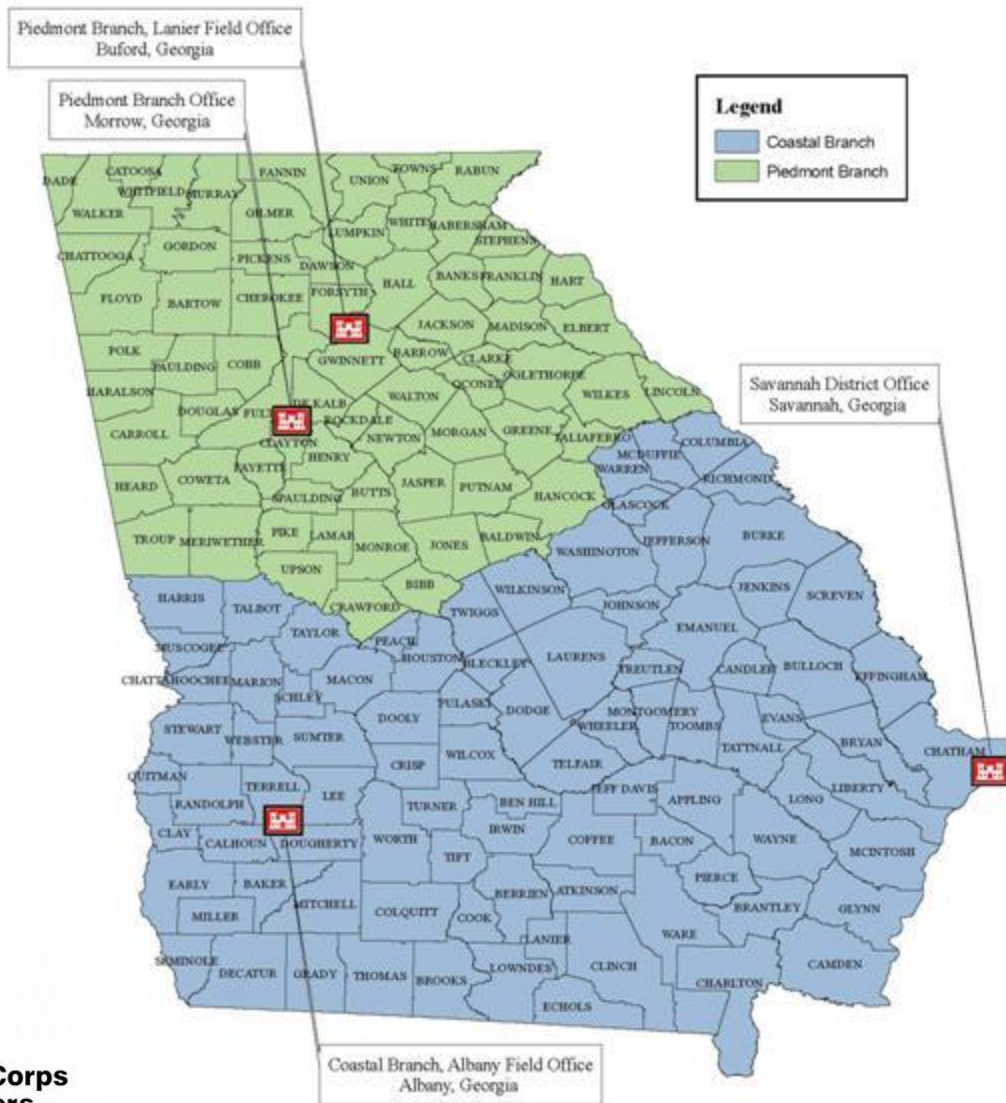 Piedmont Branch, Lanier Field Office
Buford, Georgia
Piedmont Branch Office
Morrow, Georgia
Legend
Coastal Branch
Piedmont Branch
DADE
CATOOSA
WHITFIELD
MURRAY
FANNIN
UNION
TOWNS
RABUN
WALKER
GILMER
LUMPKIN
WHITE
HABERSHAM
STEPHENS
CHATTOOGA
GORDON
PICKENS
DAWSON
HALL
BANKS
FRANKLIN
HART
FLOYD
BARTOW
CHEROKEE
FORSYTH
JACKSON
MADISON
ELBERT
POLK
PAULDING
COBB
GWINNETT
BARROW
CLARKE
OCONEE
OGLETHORPE
HARALSON
DOUGLAS
DE KALB
ROCKDALE
WALTON
WILKES
LINCOLN
Savannah District Office
Savannah, Georgia
CARROLL
CLAYTON
NEWTON
MORGAN
GREENE
TALIAFERRO
COLUMBIA
MCDUFFIE
WARREN
RICHMOND
HEARD
COWETA
FAYETTE
HENRY
SPAULDING
BUTTS
JASPER
PUTNAM
HANCOCK
GLASCOCK
TROUP
MERIWETHER
PIKE
LAMAR
MONROE
JONES
BALDWIN
WASHINGTON
JEFFERSON
BURKE
UPSON
BIBB
CRAWFORD
HARRIS
TALBOT
TAYLOR
PEACH
TWIGGS
WILKINSON
JOHNSON
JENKINS
SCREVEN
EMANUEL
MUSCOGEE
CHATTAHOOCHEE
MARION
SCHLEY
MACON
HOUSTON
BLECKLEY
LAURENS
TREUTLEN
CANDLER
BULLOCH
EFFINGHAM
STEWART
WEBSTER
SUMTER
DOOLY
PULASKI
DODGE
WHEELER
MONTGOMERY
TOOMBS
TATTNALL
EVANS
BRYAN
CHATHAM
QUITMAN
RANDOLPH
TERRELL
LEE
CRISP
WILCOX
TELFAIR
JEFF DAVIS
APPLING
LONG
LIBERTY
CLAY
CALHOUN
DOUGHERTY
WORTH
TURNER
BEN HILL
IRWIN
TIFT
COFFEE
BACON
WAYNE
MCINTOSH
EARLY
BAKER
MITCHELL
MILLER
COLQUITT
COOK
BERRIEN
ATKINSON
PIERCE
BRANTLEY
GLYNN
WARE
SEMINOLE
DECATUR
GRADY
THOMAS
BROOKS
LANIER
LOWNDES
CLINCH
ECHOLS
CHARLTON
CAMDEN
Coastal Branch, Albany Field Office
Albany, Georgia
Corps